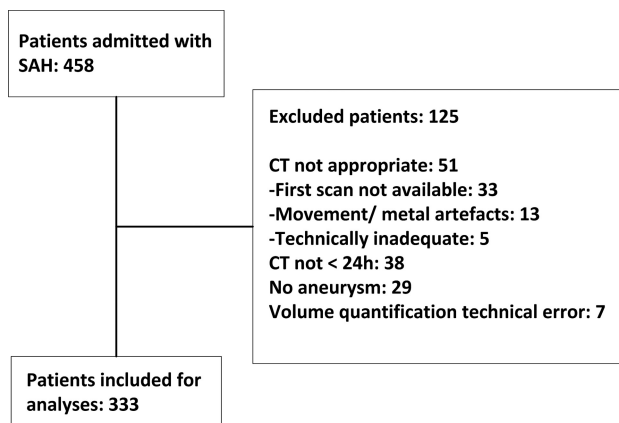 Patients admitted with
SAH: 458
Excluded patients: 125
CT not appropriate: 51
-First scan not available: 33
-Movement/ metal artefacts: 13
-Technically inadequate: 5
CT not < 24h: 38
No aneurysm: 29
Volume quantification technical error: 7
Patients included for
analyses: 333